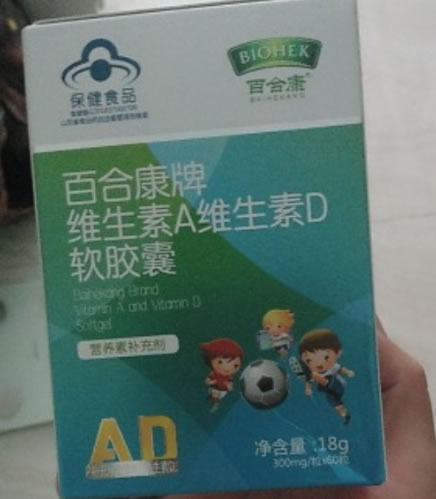 保健食品
BIOHEK
百合康®
BAIHEKANG
百合康牌
维生素A维生素D
软胶囊
Baihekang Brand
Vitamin A and Vitamin D
Softgel
营养素补充剂
AD
净含量:18g
300mg/粒x60粒